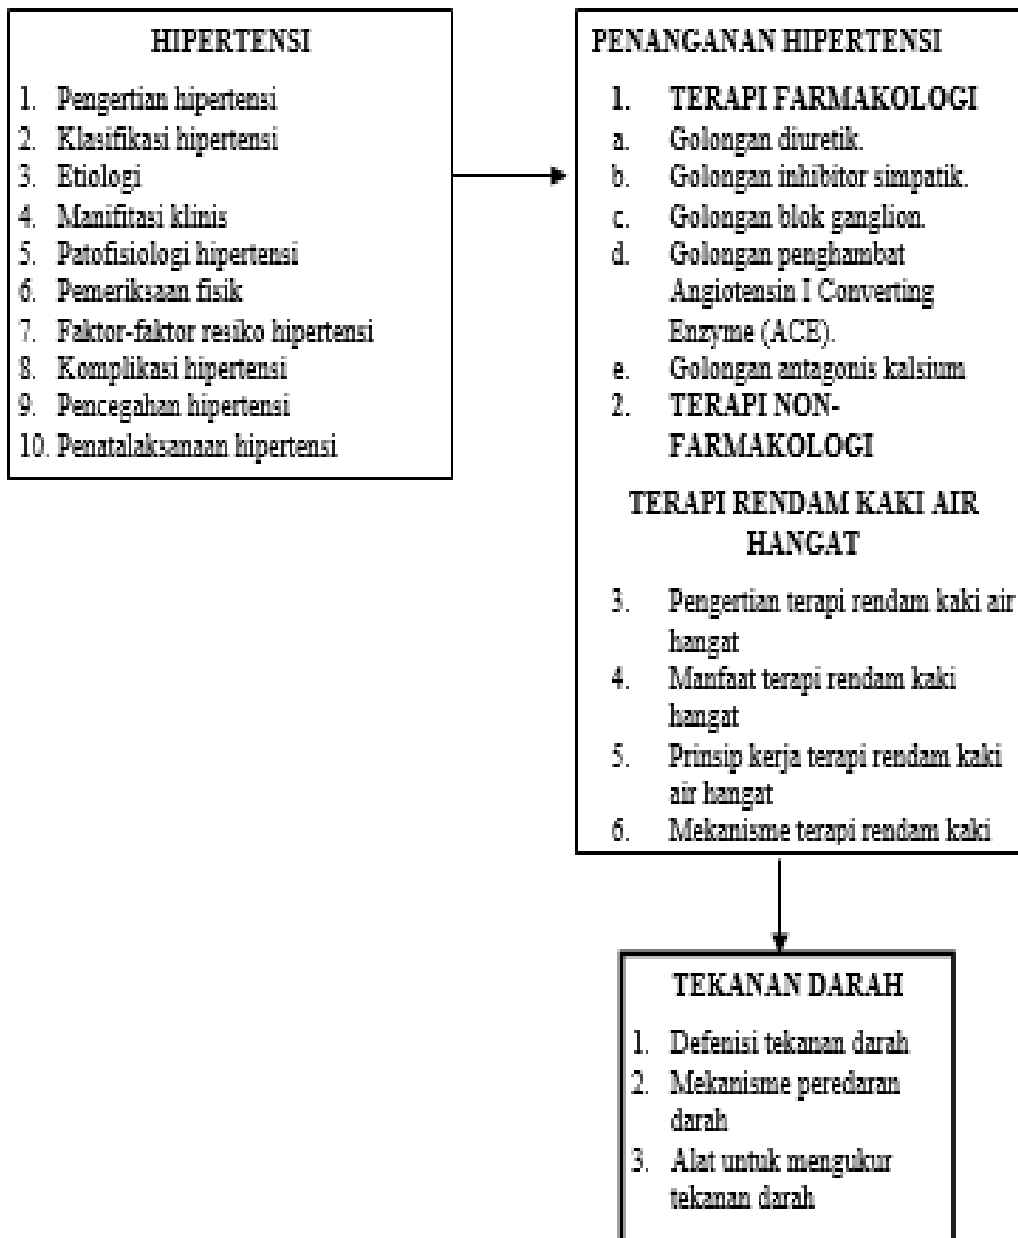 HIPERTENSI
1. Pengertian hipertensi
2. Klasifikasi hipertensi
3. Etiologi
4. Manifitasi klinis
5. Patofisiologi hipertensi
6. Pemeriksaan fisik
7. Faktor-faktor resiko hipertensi
8. Komplikasi hipertensi
9. Pencegahan hipertensi
10. Penatalaksanaan hipertensi
PENANGANAN HIPERTENSI
1. TERAPI FARMAKOLOGI
a. Golongan diuretik.
b. Golongan inhibitor simpatik.
c. Golongan blok ganglion.
d. Golongan penghambat
Angiotensin I Converting
Enzyme (ACE).
e. Golongan antagonis kalsium
2. TERAPI NON-
FARMAKOLOGI
TERAPI RENDAM KAKI AIR
HANGAT
3. Pengertian terapi rendam kaki air
hangat
4. Manfaat terapi rendam kaki
hangat
5. Prinsip kerja terapi rendam kaki
air hangat
6. Mekanisme terapi rendam kaki
TEKANAN DARAH
1. Defenisi tekanan darah
2. Mekanisme peredaran
darah
3. Alat untuk mengukur
tekanan darah